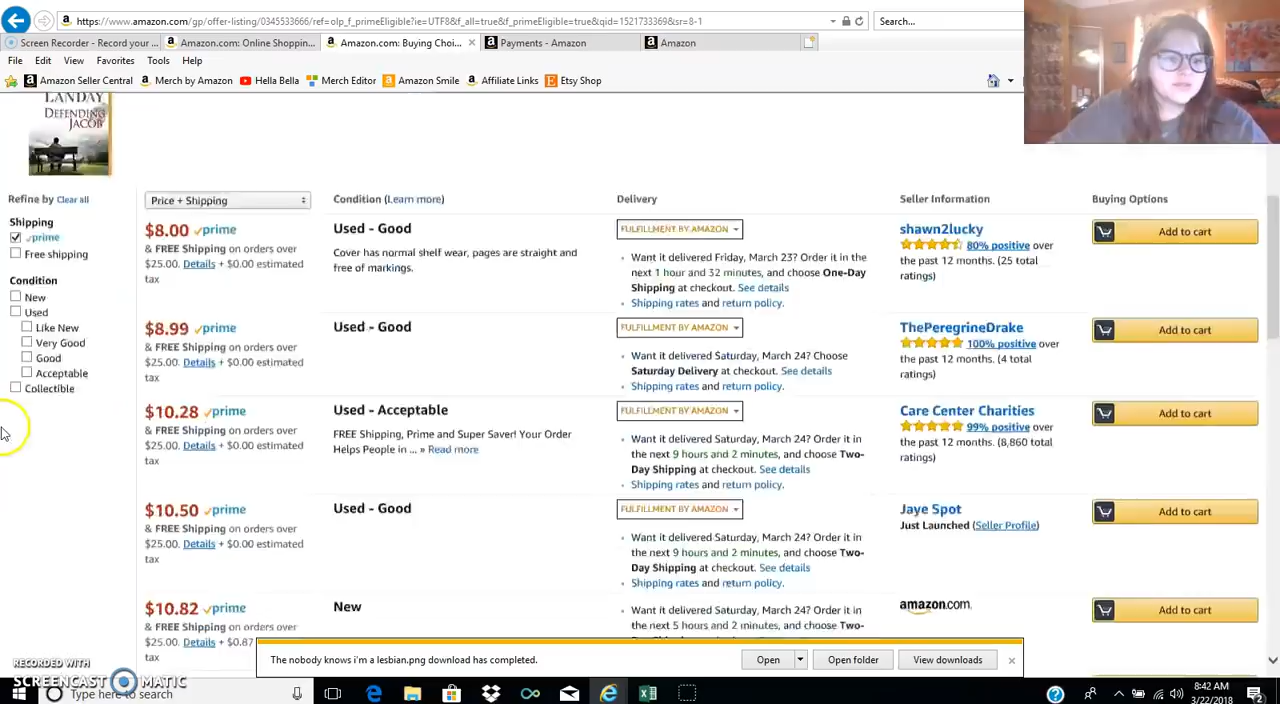 https://www.amazon.com/gp/offer-listing/0345533666/ref=olp_f_primeEligible?ie=UTF8&f_all=true&f_primeEligible=true&qid=1521733369&sr=8-1
Search...
Screen Recorder - Record your ...
Amazon.com: Online Shoppin...
Amazon.com: Buying Choi...
Payments - Amazon
Amazon
File Edit View Favorites Tools Help
Amazon Seller Central Merch by Amazon Hella Bella Merch Editor Amazon Smile Affiliate Links Etsy Shop
LANDAY
DEFENDING
JACOB
Refine by Clear all
Shipping
prime
Free shipping
Condition
New
Used
Like New
Very Good
Good
Acceptable
Collectible
Price + Shipping
Condition (Learn more)
Delivery
Seller Information
Buying Options
$8.00 prime
& FREE Shipping on orders over
$25.00. Details + $0.00 estimated
tax
Used - Good
Cover has normal shelf wear, pages are straight and
free of markings.
FULFILLMENT BY AMAZON
Want it delivered Friday, March 23? Order it in the
next 1 hour and 32 minutes, and choose One-Day
Shipping at checkout. See details
Shipping rates and return policy.
shawn2lucky
80% positive over
the past 12 months. (25 total
ratings)
Add to cart
$8.99 prime
& FREE Shipping on orders over
$25.00. Details + $0.00 estimated
tax
Used - Good
FULFILLMENT BY AMAZON
Want it delivered Saturday, March 24? Choose
Saturday Delivery at checkout. See details
Shipping rates and return policy.
ThePeregrineDrake
100% positive over
the past 12 months. (4 total
ratings)
Add to cart
$10.28 prime
& FREE Shipping on orders over
$25.00. Details + $0.00 estimated
tax
Used - Acceptable
FREE Shipping, Prime and Super Saver! Your Order
Helps People in ... » Read more
FULFILLMENT BY AMAZON
Want it delivered Saturday, March 24? Order it in
the next 9 hours and 2 minutes, and choose Two-
Day Shipping at checkout. See details
Shipping rates and return policy.
Care Center Charities
99% positive over
the past 12 months. (8,860 total
ratings)
Add to cart
$10.50 prime
& FREE Shipping on orders over
$25.00. Details + $0.00 estimated
tax
Used - Good
FULFILLMENT BY AMAZON
Want it delivered Saturday, March 24? Order it in
the next 9 hours and 2 minutes, and choose Two-
Day Shipping at checkout. See details
Shipping rates and return policy.
Jaye Spot
Just Launched (Seller Profile)
Add to cart
$10.82 prime
& FREE Shipping on orders over
$25.00. Details + $0.87
tax
New
Want it delivered Saturday, March 24? Order it in
the next 5 hours and 2 minutes, and choose Two-
amazon.com
Add to cart
The nobody knows i'm a lesbian.png download has completed.
Open
Open folder
View downloads
RECORDED WITH
SCREENCAST MATIC
Type here to search
8:42 AM
3/22/2018